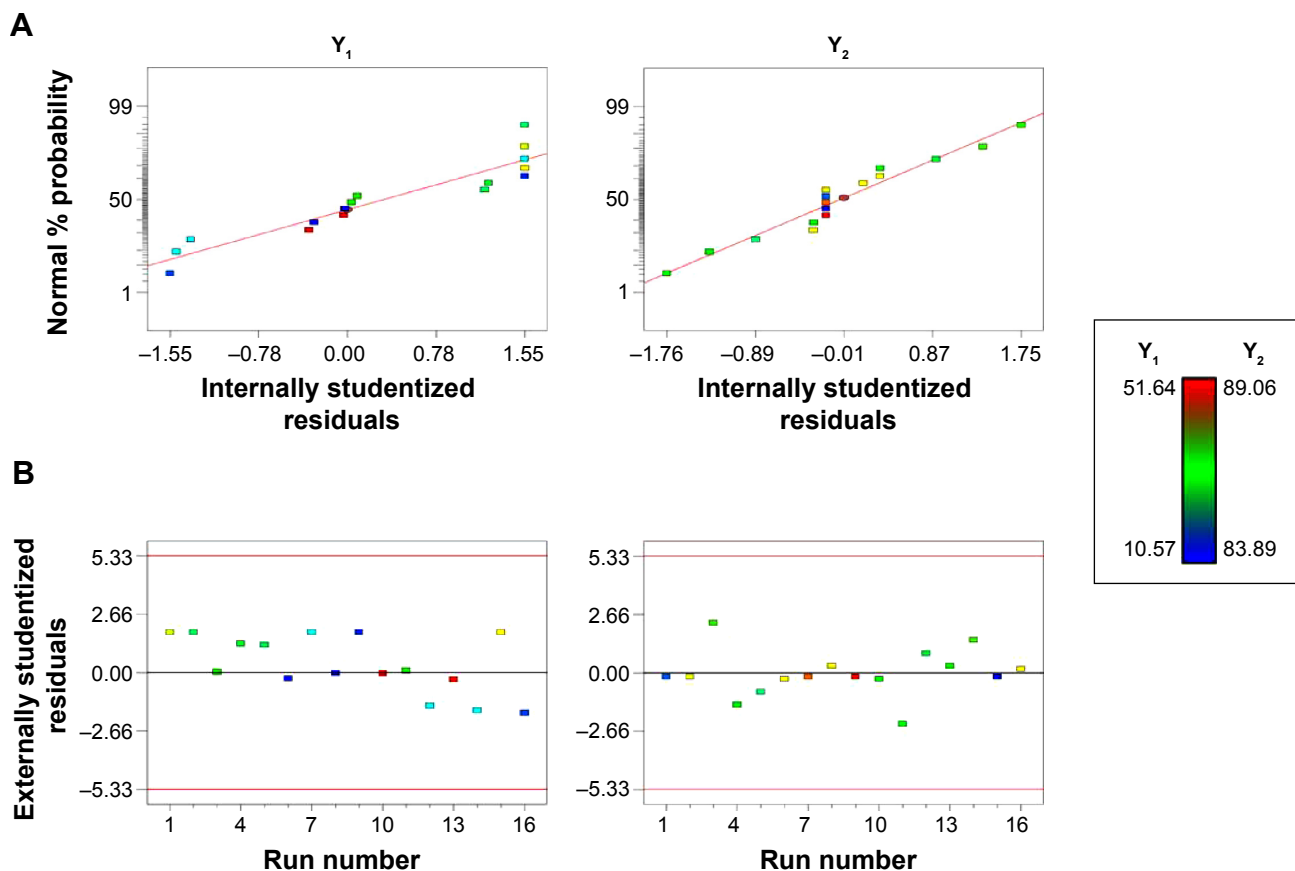 A
Y1
Y2
Normal % probability
99
50
1
–1.55
–0.78
0.00
0.78
1.55
Internally studentized
residuals
99
50
1
–1.76
–0.89
–0.01
0.87
1.75
Internally studentized
residuals
Y1
Y2
51.64
89.06
10.57
83.89
B
Externally studentized
residuals
5.33
2.66
0.00
–2.66
–5.33
1
4
7
10
13
16
Run number
5.33
2.66
0.00
–2.66
–5.33
1
4
7
10
13
16
Run number